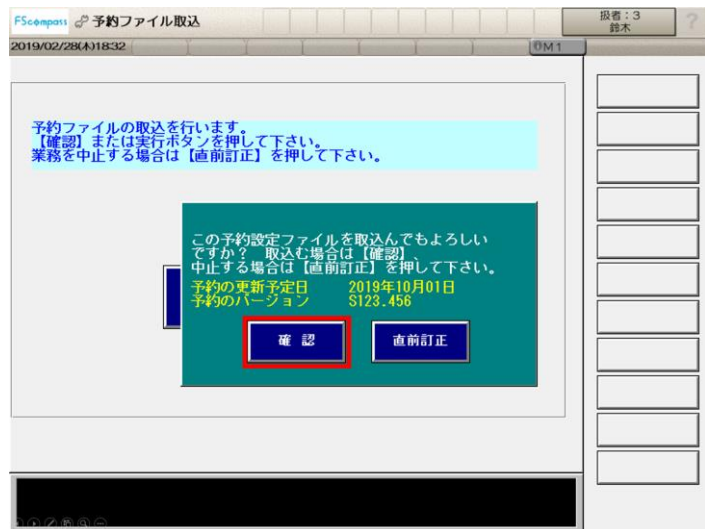 FScompass 予約ファイル取込
扱者:3
鈴木
?
2019/02/28(木)18:32
0M1
予約ファイルの取込を行います。
【確認】または実行ボタンを押して下さい。
業務を中止する場合は【直前訂正】を押して下さい。
この予約設定ファイルを取込んでもよろしい
ですか? 取込む場合は【確認】、
中止する場合は【直前訂正】を押して下さい。
予約の更新予定日 2019年10月01日
予約のバージョン S123.456
確 認
直前訂正